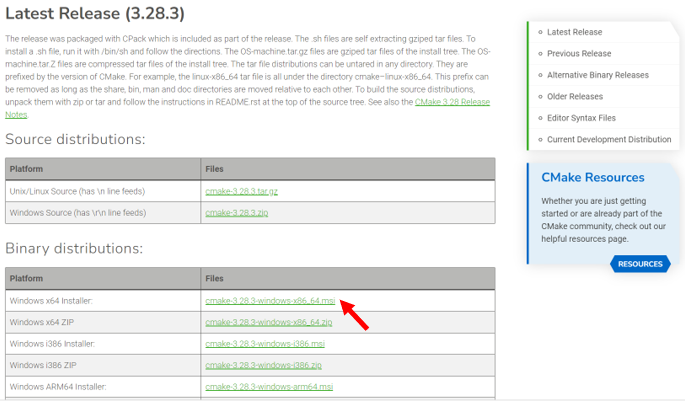 Latest Release (3.28.3)
The release was packaged with CPack which is included as part of the release. The .sh files are self extracting gziped tar files. To
install a .sh file, run it with /bin/sh and follow the directions. The OS-machine.tar.gz files are gziped tar files of the install tree. The OS-
machine.tar.Z files are compressed tar files of the install tree. The tar file distributions can be untared in any directory. They are
prefixed by the version of CMake. For example, the linux-x86_64 tar file is all under the directory cmake–linux-x86_64. This prefix can
be removed as long as the share, bin, man and doc directories are moved relative to each other. To build the source distributions,
unpack them with zip or tar and follow the instructions in README.rst at the top of the source tree. See also the CMake 3.28 Release
Notes.
Source distributions:
Platform Files
Unix/Linux Source (has \n line feeds) cmake-3.28.3.tar.gz
Windows Source (has \r\n line feeds) cmake-3.28.3.zip
Binary distributions:
Platform Files
Windows x64 Installer: cmake-3.28.3-windows-x86_64.msi
Windows x64 ZIP cmake-3.28.3-windows-x86_64.zip
Windows i386 Installer: cmake-3.28.3-windows-i386.msi
Windows i386 ZIP cmake-3.28.3-windows-i386.zip
Windows ARM64 Installer: cmake-3.28.3-windows-arm64.msi
Latest Release
Previous Release
Alternative Binary Releases
Older Releases
Editor Syntax Files
Current Development Distribution
CMake Resources
Whether you are just getting
started or are already part of the
CMake community, check out our
helpful resources page.
RESOURCES